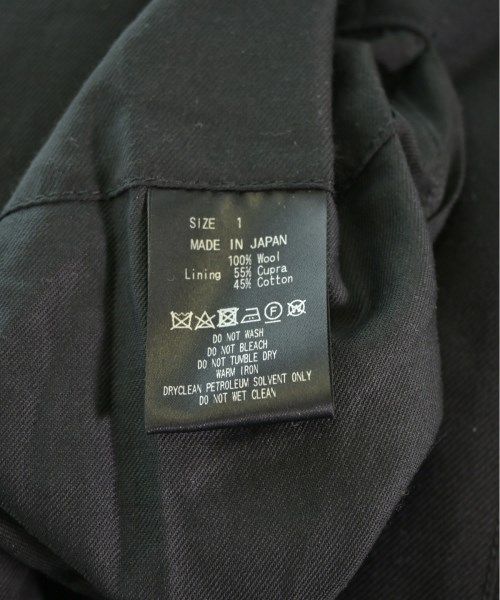 SIZE 1
MADE IN JAPAN
100% Wool
Lining 55% Cupra
45% Cotton
F W
DO NOT WASH
DO NOT BLEACH
DO NOT TUMBLE DRY
WARM IRON
DRYCLEAN PETROLEUM SOLVENT ONLY
DO NOT WET CLEAN